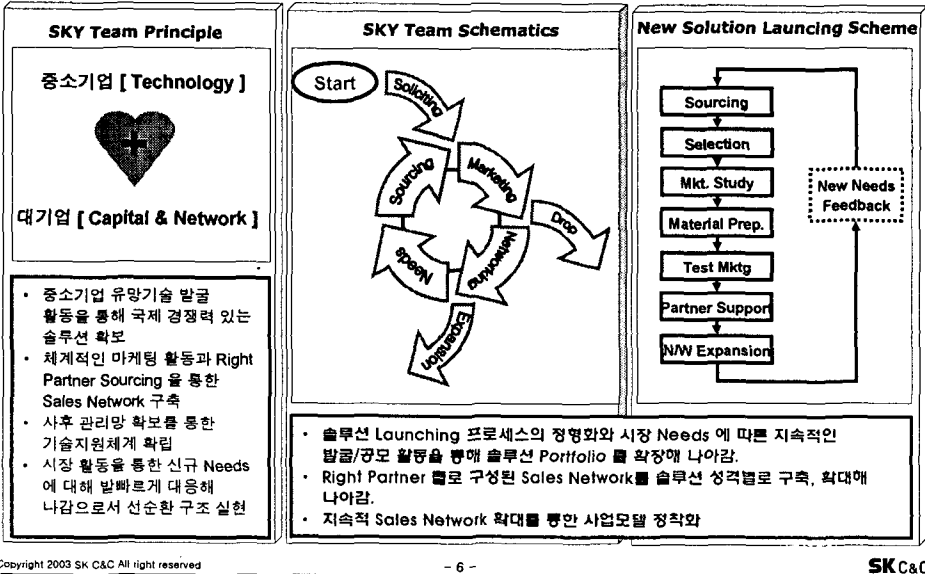 SKY Team Principle
중소기업 [ Technology ]
+
대기업 [ Capital & Network ]
· 중소기업 유망기술 발굴
활동을 통해 국제 경쟁력 있는
솔루션 확보
· 체계적인 마케팅 활동과 Right
Partner Sourcing 을 통한
Sales Network 구축
· 사후 관리망 확보를 통한
기술지원체계 확립
· 시장 활동을 통한 신규 Needs
에 대해 발빠르게 대응해
나감으로서 선순환 구조 실현
SKY Team Schematics
Start
Soliciting
Sourcing
Marketing
Drop
Networking
Needs
Expansion
New Solution Launcing Scheme
Sourcing
Selection
Mkt. Study
Material Prep.
Test Mktg
Partner Support
N/W Expansion
New Needs
Feedback
· 솔루션 Launching 프로세스의 정형화와 시장 Needs 에 따른 지속적인
발굴/공모 활동을 통해 솔루션 Portfolio 를 확장해 나아감.
· Right Partner 들로 구성된 Sales Network를 솔루션 성격별로 구축, 확대해
나아감.
· 지속적 Sales Network 확대를 통한 사업모델 정착화
Copyright 2003 SK C&C All right reserved
- 6 -
SK C&C